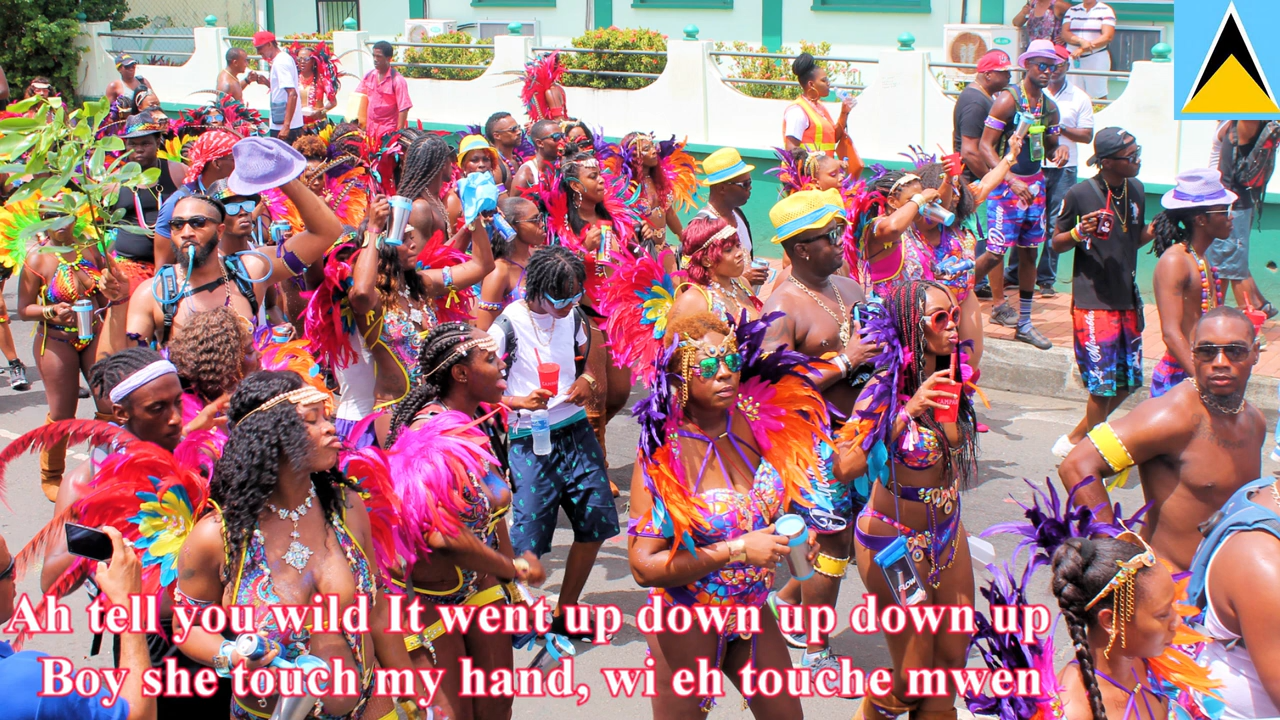 Ah tell you wild It went up down up down up
Boy she touch my hand, wi eh touche mwen
FLOW